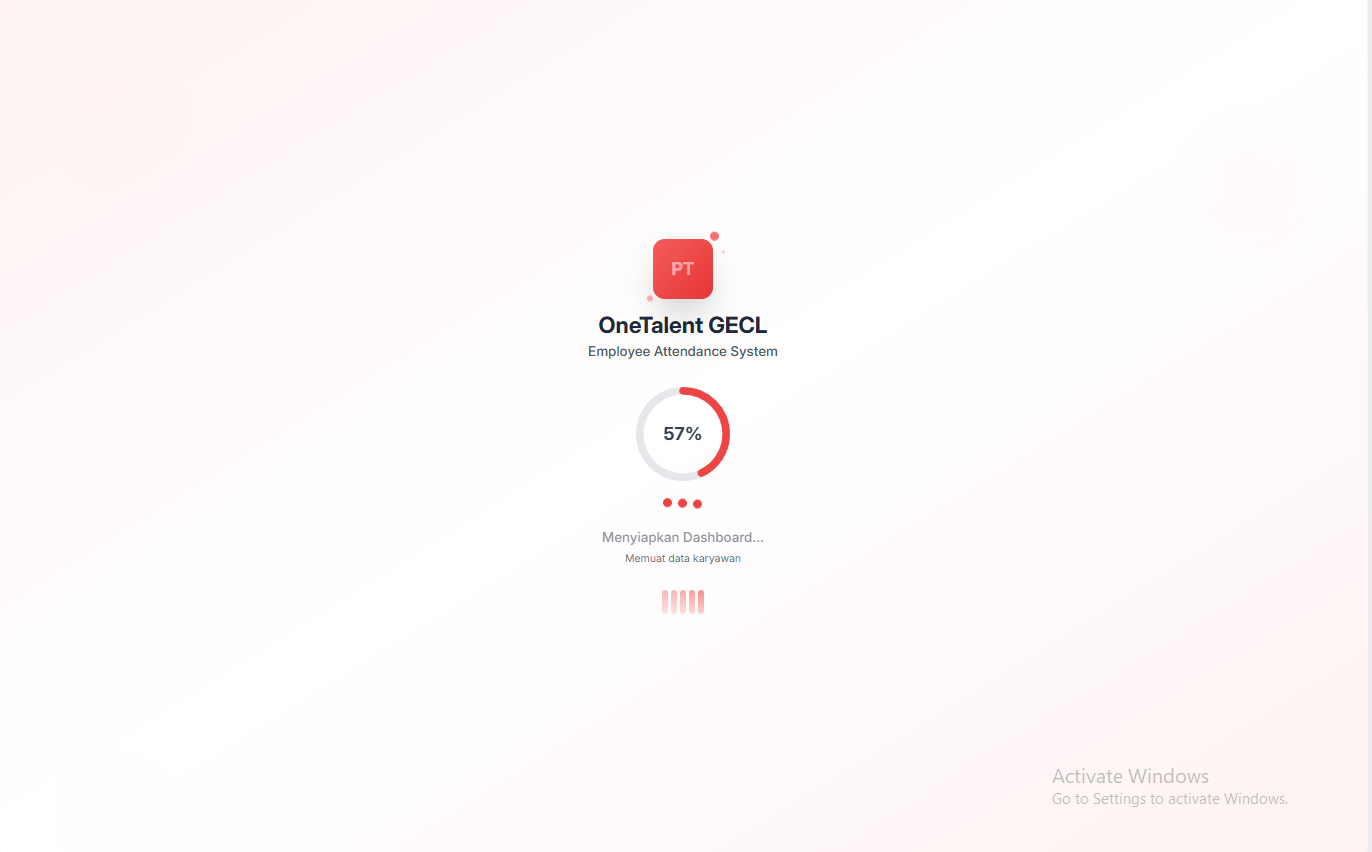 PT
OneTalent GECL
Employee Attendance System
57%
Menyiapkan Dashboard...
Memuat data karyawan
Activate Windows
Go to Settings to activate Windows.